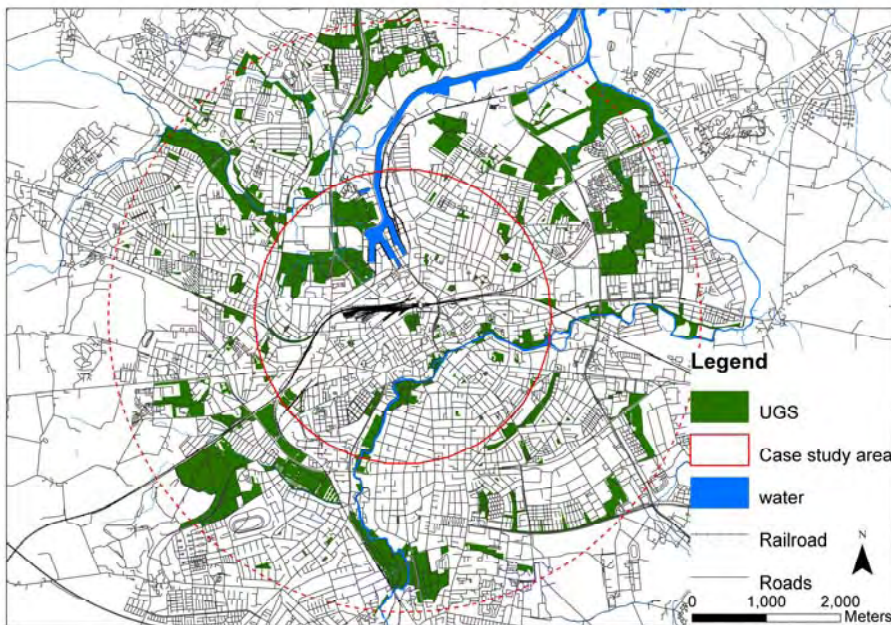 Legend
UGS
Case study area
water
Railroad
Roads
N
0 1,000 2,000
Meters